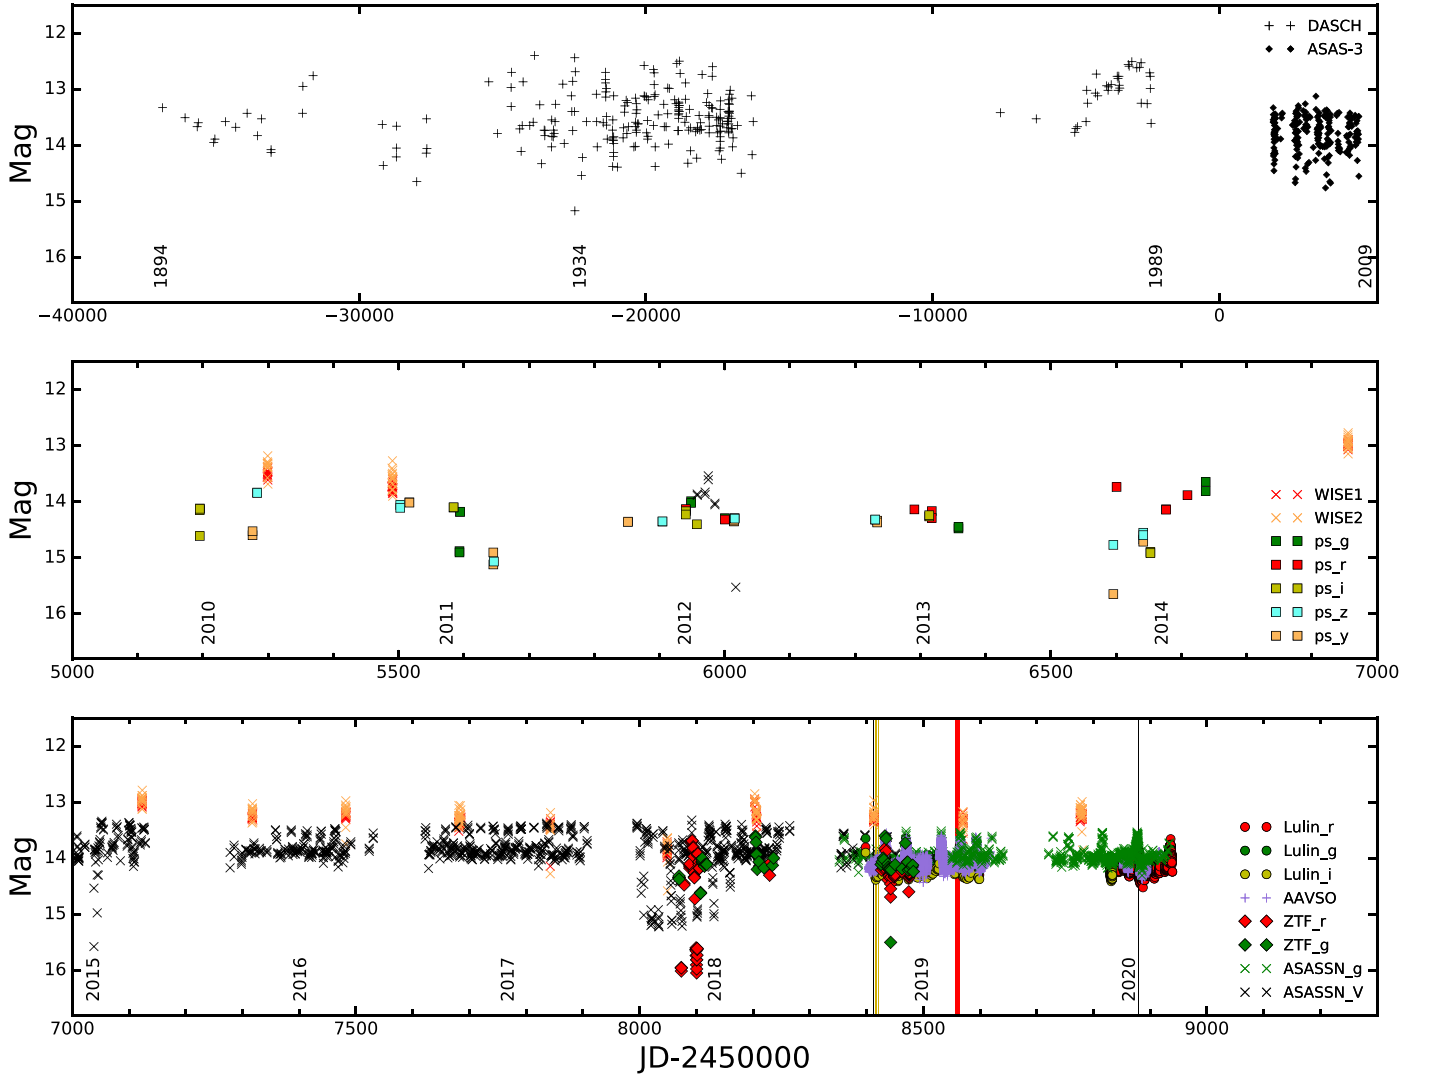 12
13
14
15
16
Mag
DASCH
ASAS-3
1894
1934
1989
2009
−40000 −30000 −20000 −10000 0
12
13
14
15
16
Mag
WISE1
WISE2
ps_g
ps_r
ps_i
ps_z
ps_y
2010 2011 2012 2013 2014
5000 5500 6000 6500 7000
12
13
14
15
16
Mag
Lulin_r
Lulin_g
Lulin_i
AAVSO
ZTF_r
ZTF_g
ASASSN_g
ASASSN_V
2015 2016 2017 2018 2019 2020
7000 7500 8000 8500 9000
JD-2450000